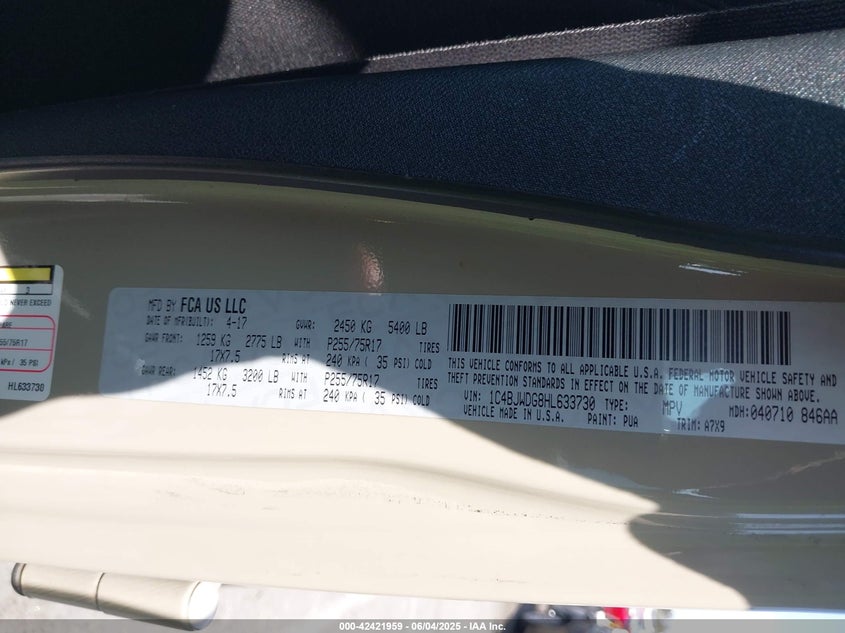 3
NEVER EXCEED
55/75R17
kPa/ 35 PSI
HL633730
MFD BY FCA US LLC
DATE OF MFR(BUILT): 4-17 GVWR: 2450 KG 5400 LB
GAWR FRONT: 1259 KG 2775 LB WITH P255/75R17 TIRES
17X7.5 RIMS AT 240 KPA ( 35 PSI) COLD
GAWR REAR: 1452 KG 3200 LB WITH P255/75R17 TIRES
17X7.5 RIMS AT 240 KPA ( 35 PSI) COLD
THIS VEHICLE CONFORMS TO ALL APPLICABLE U.S.A. FEDERAL MOTOR VEHICLE SAFETY AND
THEFT PREVENTION STANDARDS IN EFFECT ON THE DATE OF MANUFACTURE SHOWN ABOVE.
VIN: 1C4BJWDG8HL633730 TYPE: MPV MDH: 040710 846AA
VEHICLE MADE IN U.S.A. PAINT: PUA TRIM: A7X9
000-42421959 - 06/04/2025 - IAA Inc.